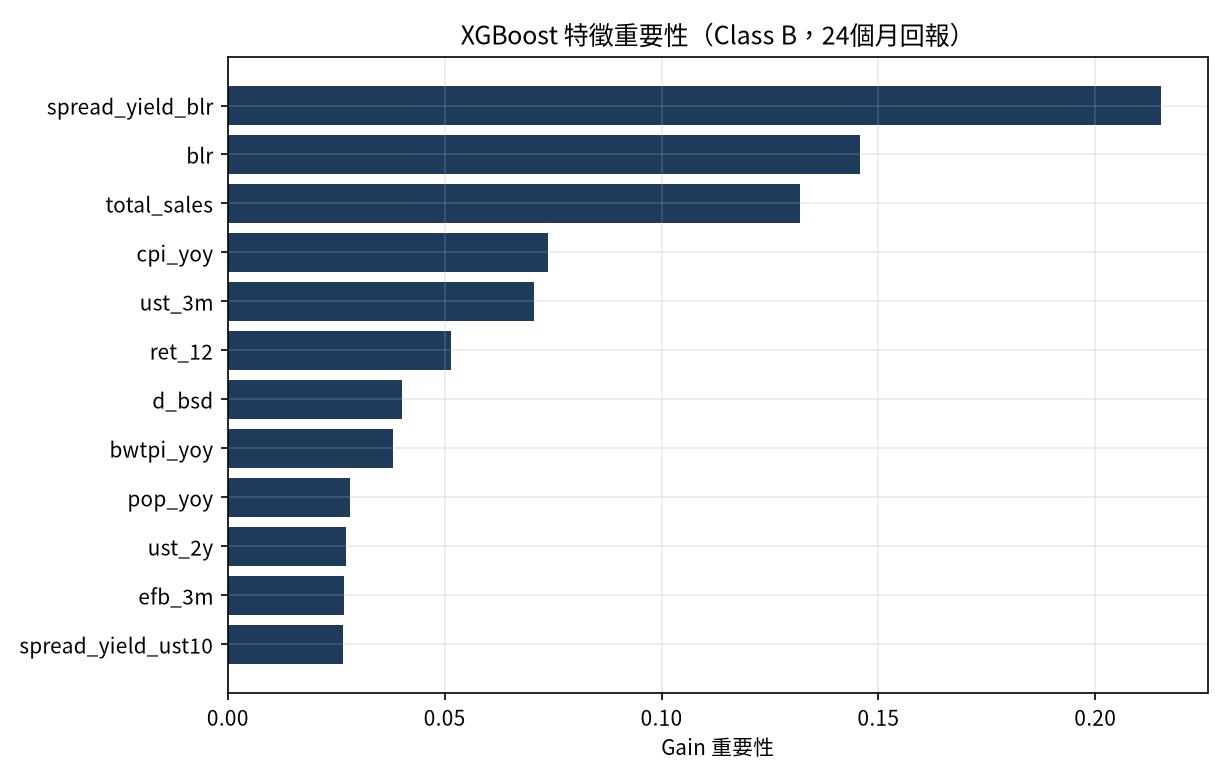 XGBoost 特徵重要性（Class B，24個月回報）
spread_yield_blr
blr
total_sales
cpi_yoy
ust_3m
ret_12
d_bsd
bwtpi_yoy
pop_yoy
ust_2y
efb_3m
spread_yield_ust10
0.00 0.05 0.10 0.15 0.20
Gain 重要性